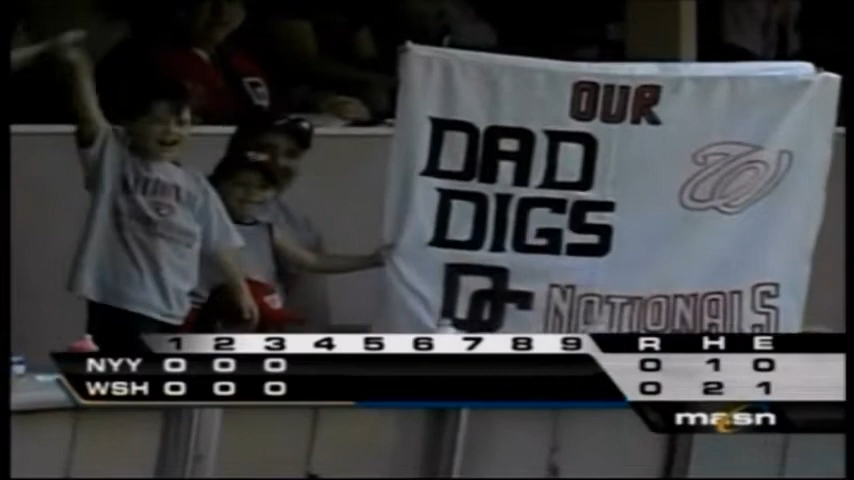 OUR
DAD
DIGS
DC NATIONALS
W
1 2 3 4 5 6 7 8 9 R H E
NYY 0 0 0 0 1 0
WSH 0 0 0 0 2 1
masn